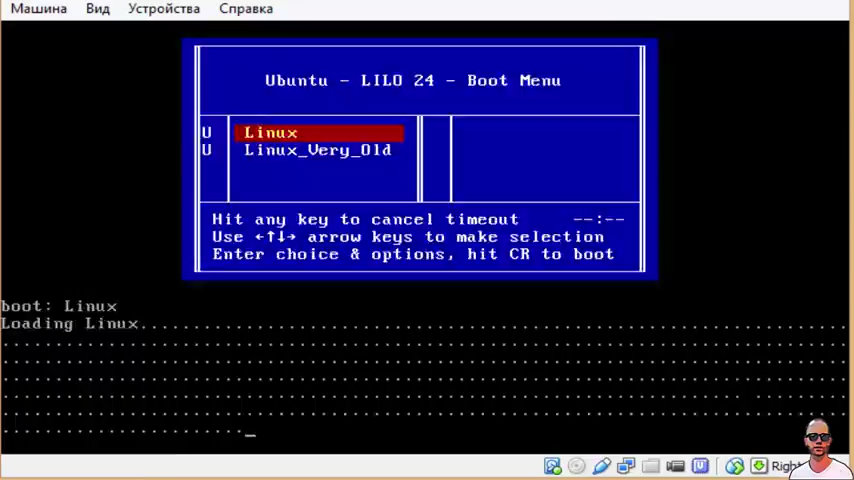 Машина Вид Устройства Справка
Ubuntu - LILO 24 - Boot Menu
U Linux
U Linux_Very_Old
Hit any key to cancel timeout --:--
Use ←↑↓→ arrow keys to make selection
Enter choice & options, hit CR to boot
boot: Linux
Loading Linux.......................................................
................................................................................
................................................................................
................................................................................
...................................................................... .........
................................................................................
..........................._
Right